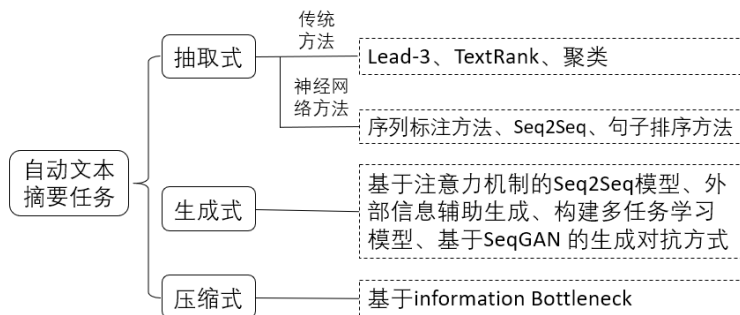 自动文本
摘要任务
抽取式
传统
方法
Lead-3、TextRank、聚类
神经网
络方法
序列标注方法、Seq2Seq、句子排序方法
生成式
基于注意力机制的Seq2Seq模型、外
部信息辅助生成、构建多任务学习
模型、基于SeqGAN 的生成对抗方式
压缩式
基于information Bottleneck